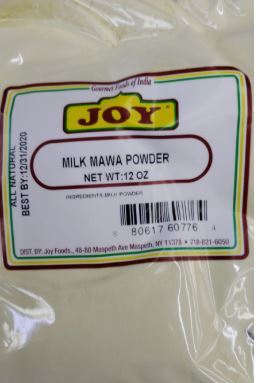 Gourmet Foods of India
JOY
MILK MAWA POWDER
NET WT:12 OZ
ALL NATURAL
BEST BY:12/31/2020
INGREDIENTS:MILK POWDER
80617 60776 4
DIST. BY: Joy Foods., 48-80 Maspeth Ave Maspeth, NY 11378 • 718-821-6050